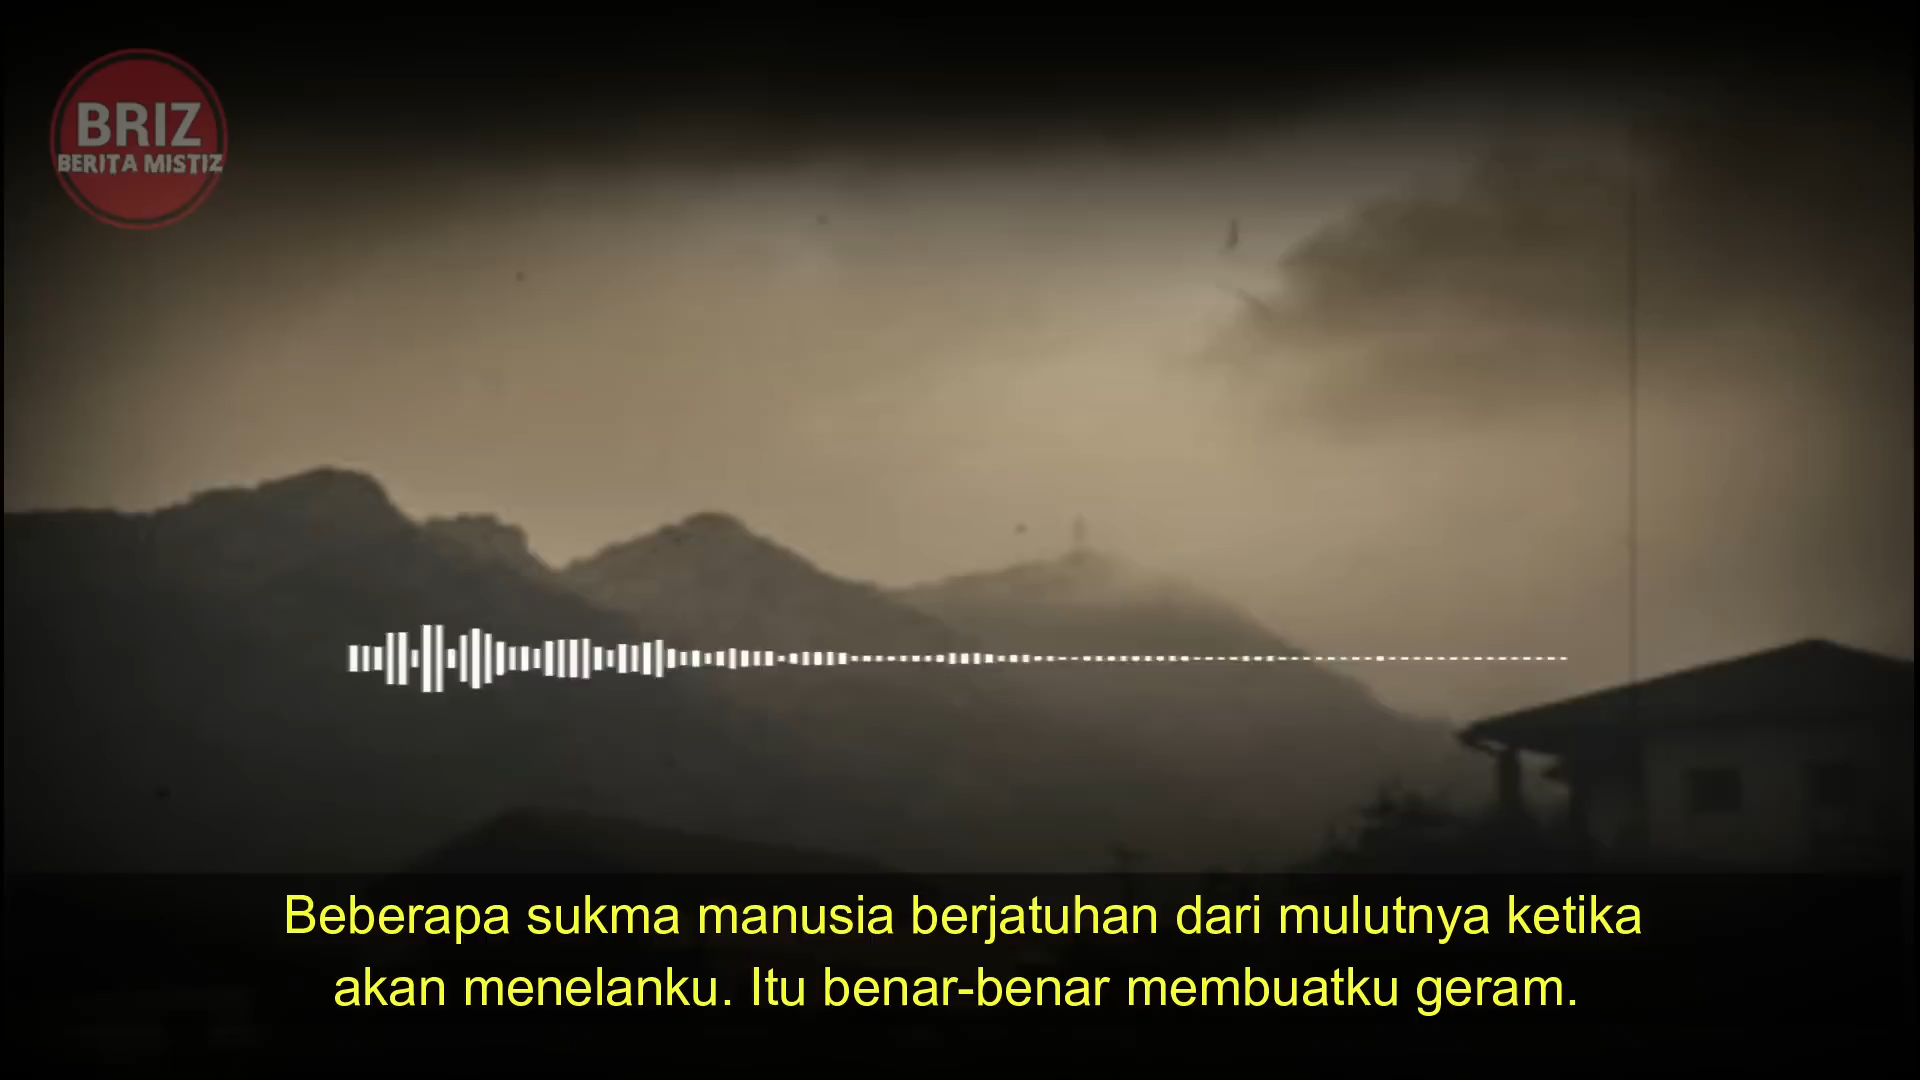 BRIZ
BERITA MISTIZ
Beberapa sukma manusia berjatuhan dari mulutnya ketika
akan menelanku. Itu benar-benar membuatku geram.